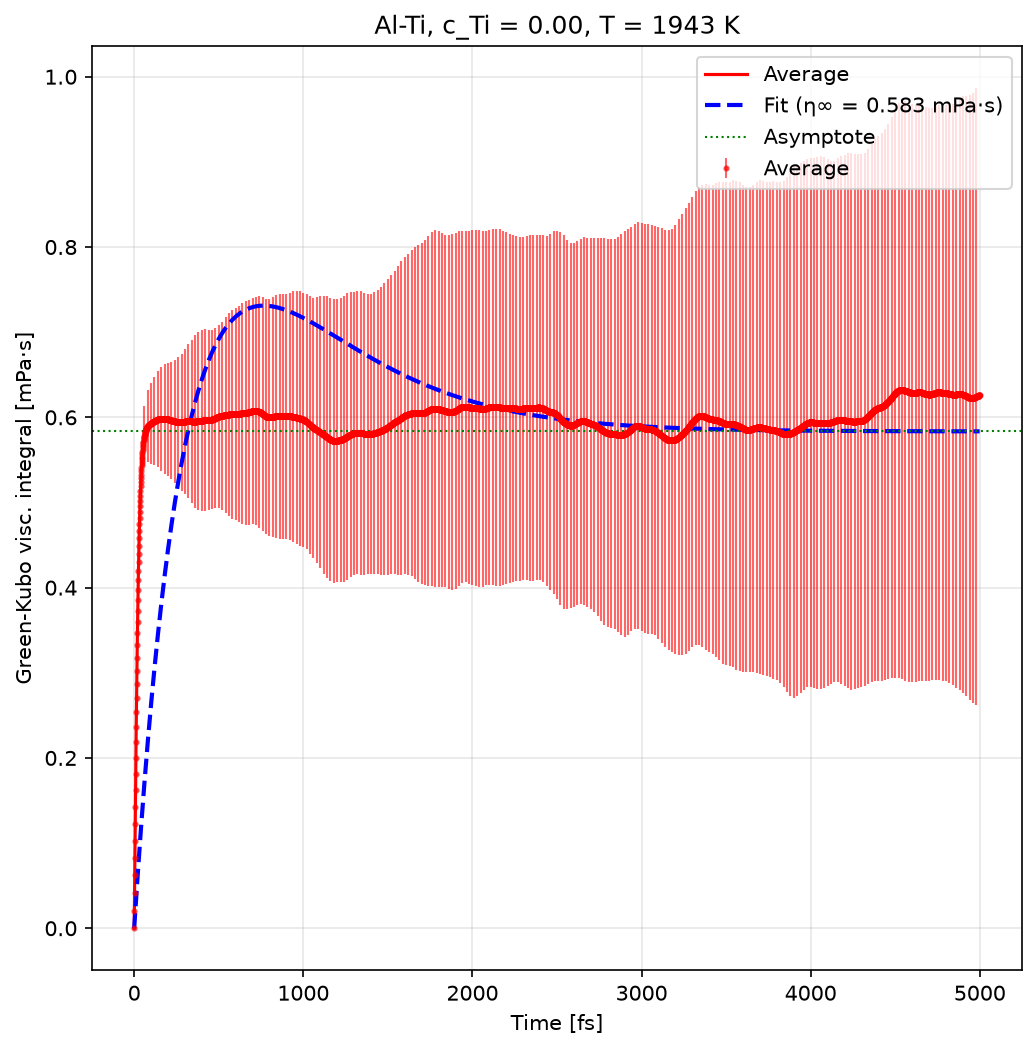 Al-Ti, c_Ti = 0.00, T = 1943 K
Average
Fit (η∞ = 0.583 mPa·s)
Asymptote
Average
Green-Kubo visc. integral [mPa·s]
1.0
0.8
0.6
0.4
0.2
0.0
0
1000
2000
3000
4000
5000
Time [fs]